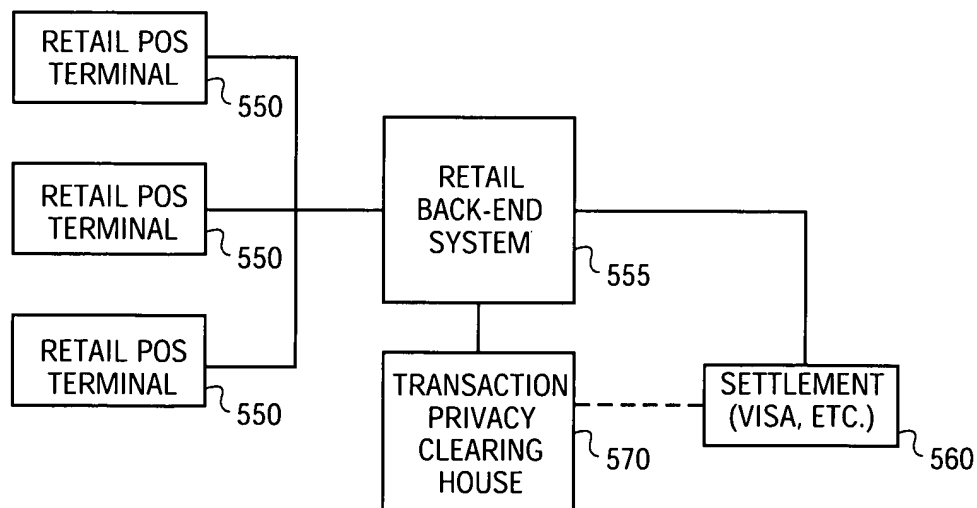 RETAIL POS
TERMINAL
550
RETAIL POS
TERMINAL
550
RETAIL POS
TERMINAL
550
RETAIL
BACK-END
SYSTEM
555
TRANSACTION
PRIVACY
CLEARING
HOUSE
570
SETTLEMENT
(VISA, ETC.)
560